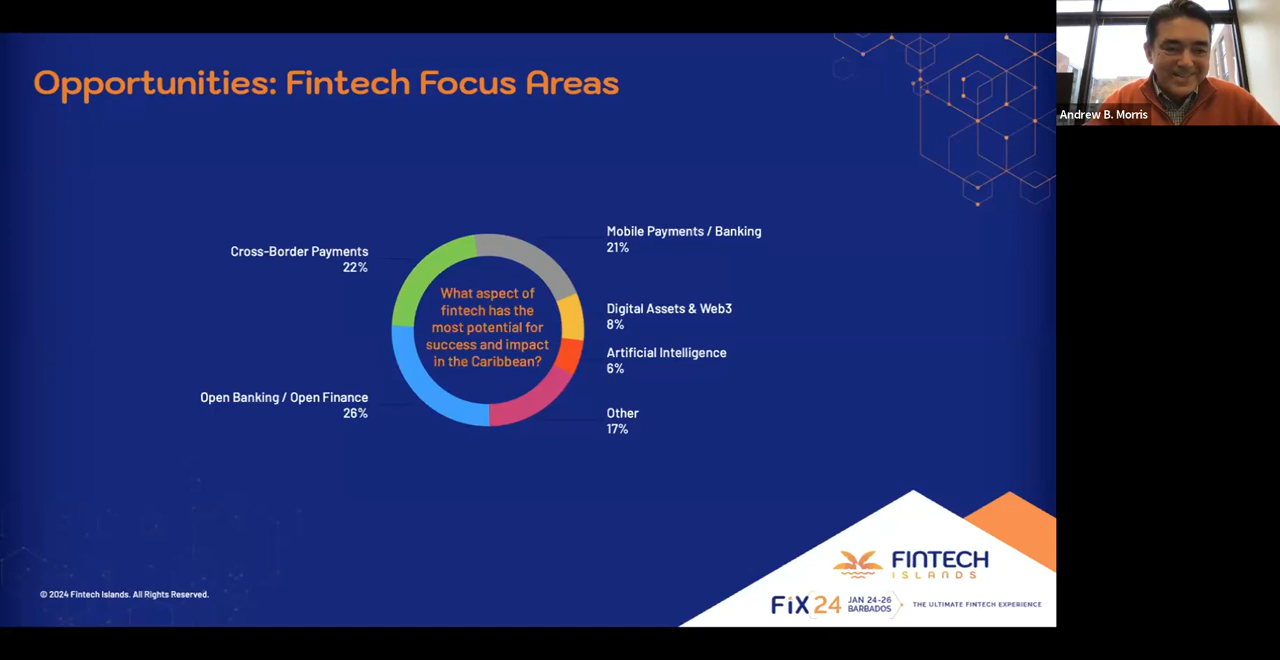 Opportunities: Fintech Focus Areas
Andrew B. Morris
Cross-Border Payments
22%
Mobile Payments / Banking
21%
What aspect of
fintech has the
most potential for
success and impact
in the Caribbean?
Digital Assets & Web3
8%
Artificial Intelligence
6%
Open Banking / Open Finance
26%
Other
17%
© 2024 Fintech Islands. All Rights Reserved.
FINTECH
ISLANDS
FiX24
JAN 24-26
BARBADOS
THE ULTIMATE FINTECH EXPERIENCE